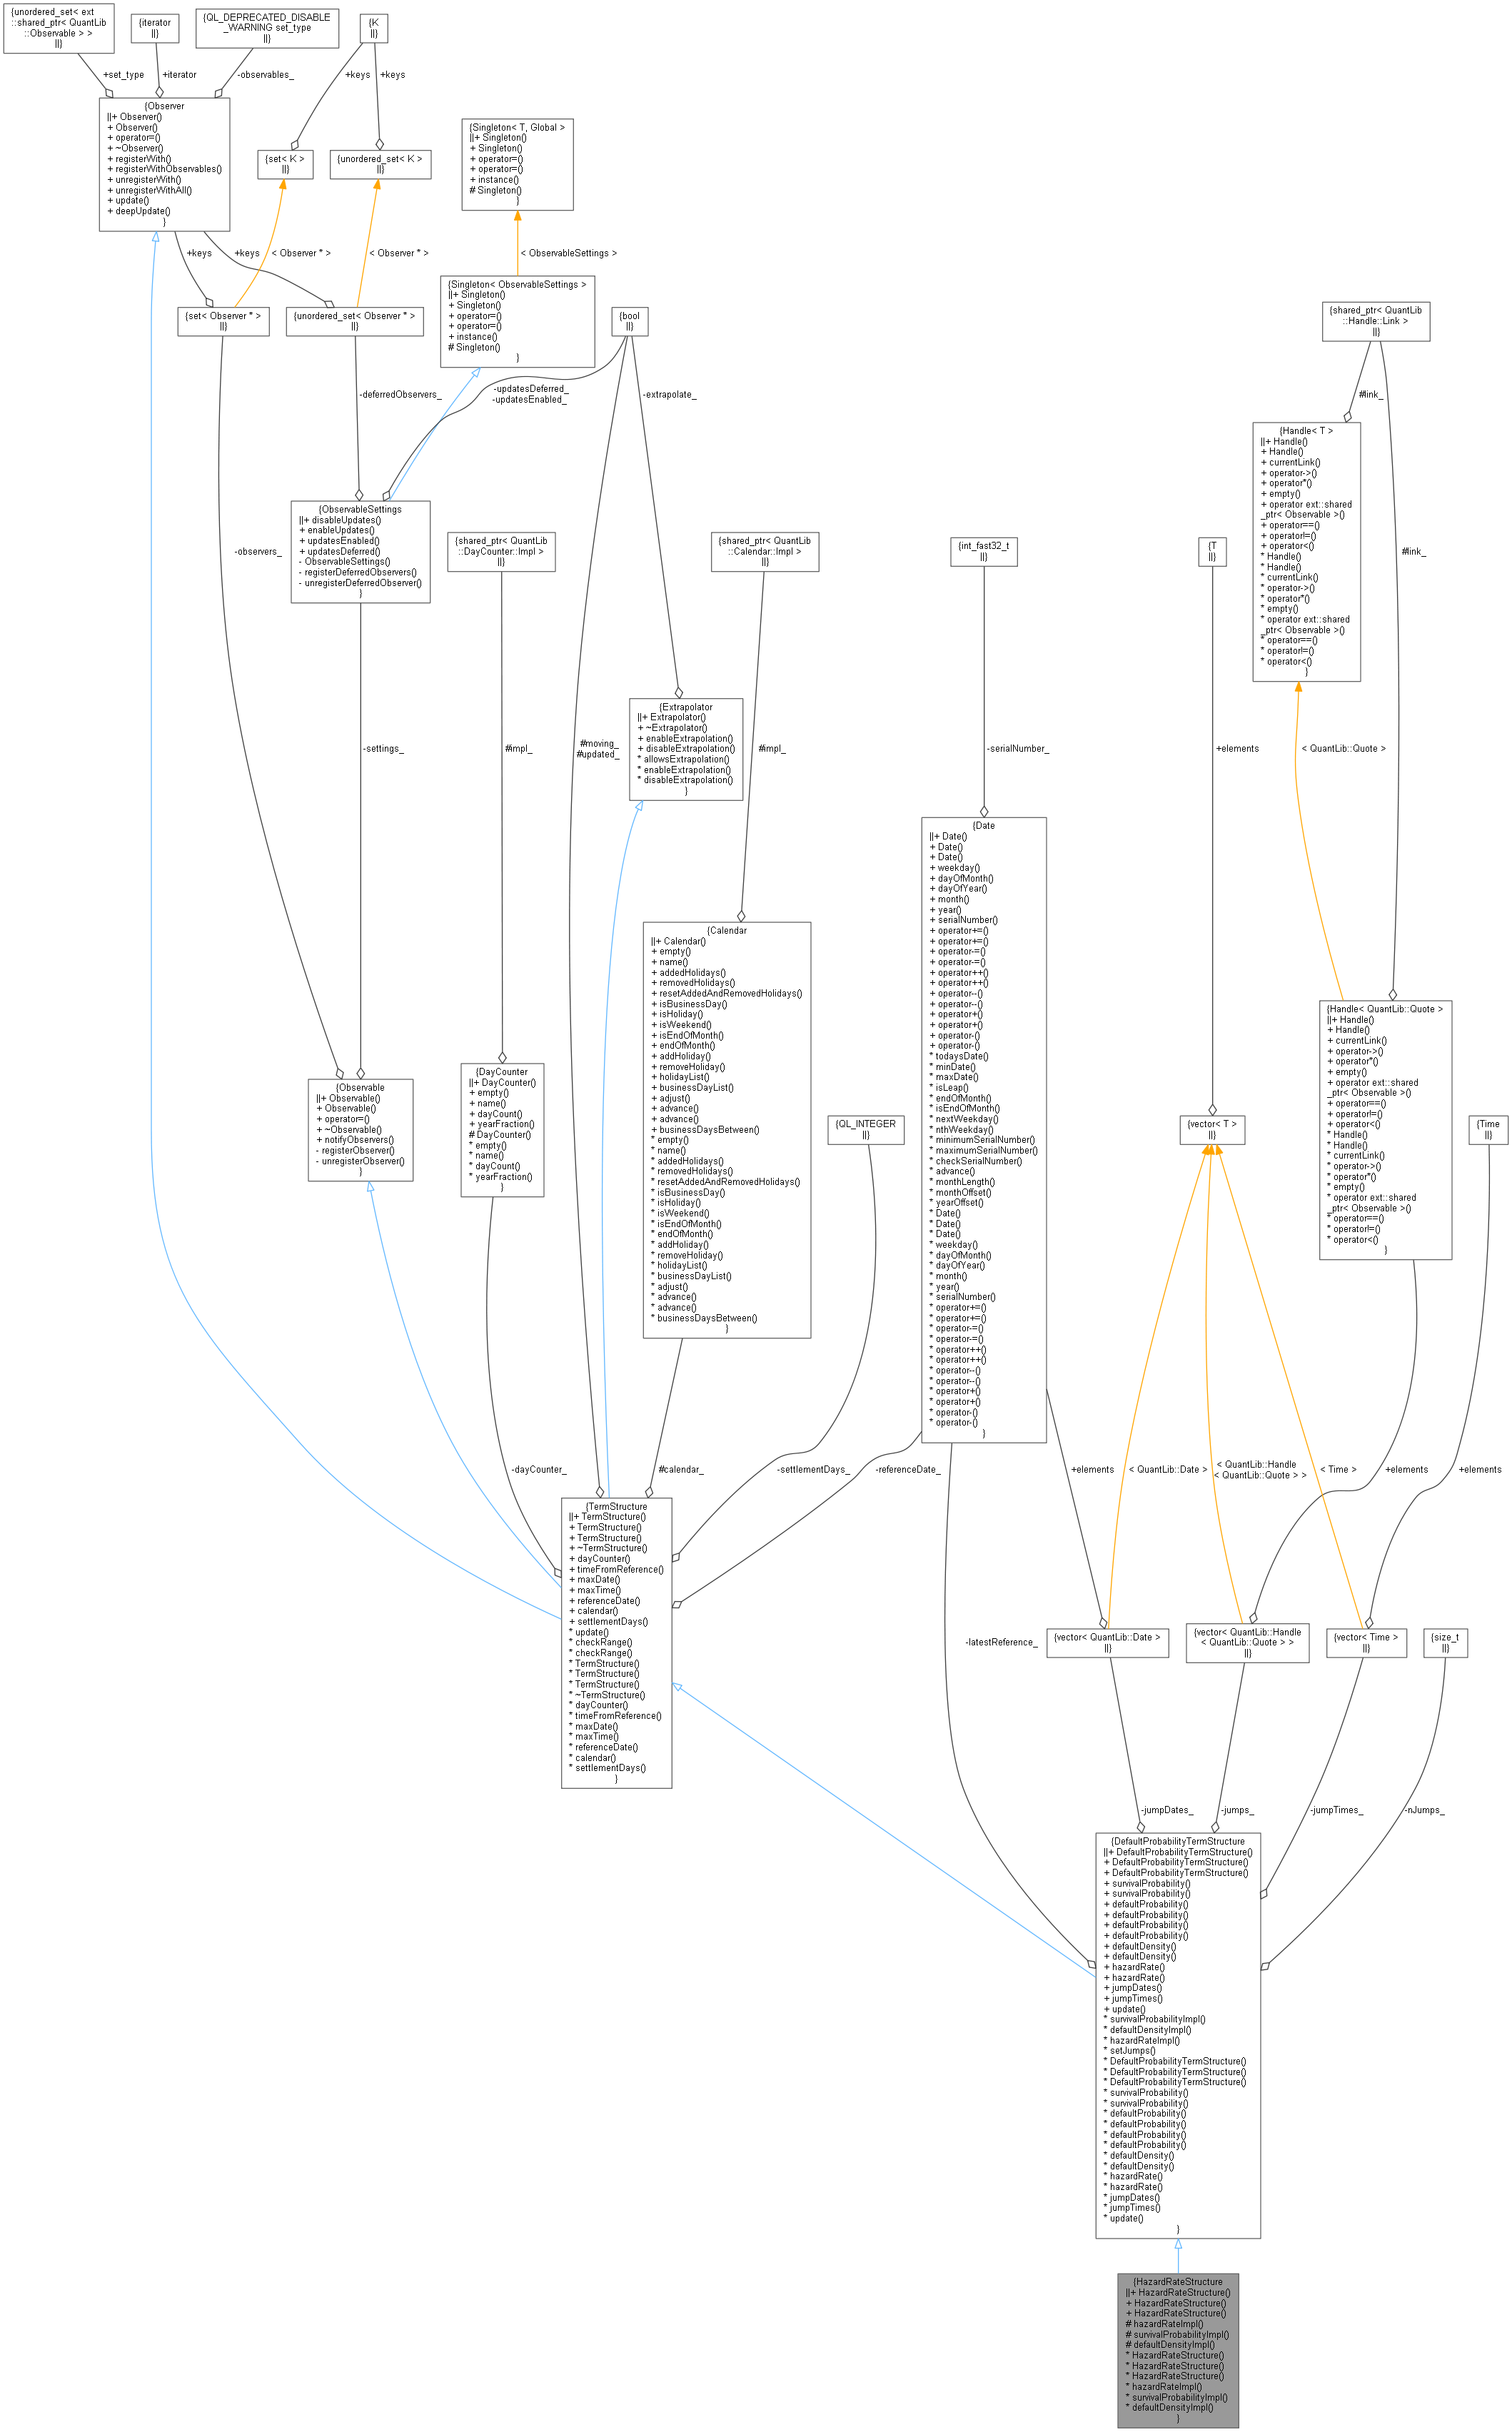 {unordered_set< ext
::shared_ptr< QuantLib
::Observable > >
||}
{iterator
||}
{QL_DEPRECATED_DISABLE
_WARNING set_type
||}
{K
||}
+set_type
+iterator
-observables_
+keys
+keys
{Observer
||+ Observer()
+ Observer()
+ operator=()
+ ~Observer()
+ registerWith()
+ registerWithObservables()
+ unregisterWith()
+ unregisterWithAll()
+ update()
+ deepUpdate()
}
{set< K >
||}
{unordered_set< K >
||}
{Singleton< T, Global >
||+ Singleton()
+ Singleton()
+ operator=()
+ operator=()
+ instance()
# Singleton()
}
+keys
+keys
< Observer * >
< Observer * >
< ObservableSettings >
{set< Observer * >
||}
{unordered_set< Observer * >
||}
{Singleton< ObservableSettings >
||+ Singleton()
+ Singleton()
+ operator=()
+ operator=()
+ instance()
# Singleton()
}
{bool
||}
{shared_ptr< QuantLib
::Handle::Link >
||}
-deferredObservers_
-updatesDeferred_
-updatesEnabled_
-extrapolate_
#link_
{Handle< T >
||+ Handle()
+ Handle()
+ currentLink()
+ operator->()
+ operator*()
+ empty()
+ operator ext::shared
_ptr< Observable >()
+ operator==()
+ operator!=()
+ operator<()
* Handle()
* Handle()
* currentLink()
* operator->()
* operator*()
* empty()
* operator ext::shared
_ptr< Observable >()
* operator==()
* operator!=()
* operator<()
}
-observers_
{ObservableSettings
||+ disableUpdates()
+ enableUpdates()
+ updatesEnabled()
+ updatesDeferred()
- ObservableSettings()
- registerDeferredObservers()
- unregisterDeferredObserver()
}
{shared_ptr< QuantLib
::DayCounter::Impl >
||}
{shared_ptr< QuantLib
::Calendar::Impl >
||}
{int_fast32_t
||}
{T
||}
#link_
-settings_
#impl_
#moving_
#updated_
{Extrapolator
||+ Extrapolator()
+ ~Extrapolator()
+ enableExtrapolation()
+ disableExtrapolation()
* allowsExtrapolation()
* enableExtrapolation()
* disableExtrapolation()
}
#impl_
-serialNumber_
+elements
< QuantLib::Quote >
{Date
||+ Date()
+ Date()
+ Date()
+ weekday()
+ dayOfMonth()
+ dayOfYear()
+ month()
+ year()
+ serialNumber()
+ operator+=()
+ operator+=()
+ operator-=()
+ operator-=()
+ operator++()
+ operator++()
+ operator--()
+ operator--()
+ operator+()
+ operator+()
+ operator-()
+ operator-()
* todaysDate()
* minDate()
* maxDate()
* isLeap()
* endOfMonth()
* isEndOfMonth()
* nextWeekday()
* nthWeekday()
* minimumSerialNumber()
* maximumSerialNumber()
* checkSerialNumber()
* advance()
* monthLength()
* monthOffset()
* yearOffset()
* Date()
* Date()
* Date()
* weekday()
* dayOfMonth()
* dayOfYear()
* month()
* year()
* serialNumber()
* operator+=()
* operator+=()
* operator-=()
* operator-=()
* operator++()
* operator++()
* operator--()
* operator--()
* operator+()
* operator+()
* operator-()
* operator-()
}
{Calendar
||+ Calendar()
+ empty()
+ name()
+ addedHolidays()
+ removedHolidays()
+ resetAddedAndRemovedHolidays()
+ isBusinessDay()
+ isHoliday()
+ isWeekend()
+ isEndOfMonth()
+ endOfMonth()
+ addHoliday()
+ removeHoliday()
+ holidayList()
+ businessDayList()
+ adjust()
+ advance()
+ advance()
+ businessDaysBetween()
* empty()
* name()
* addedHolidays()
* removedHolidays()
* resetAddedAndRemovedHolidays()
* isBusinessDay()
* isHoliday()
* isWeekend()
* isEndOfMonth()
* endOfMonth()
* addHoliday()
* removeHoliday()
* holidayList()
* businessDayList()
* adjust()
* advance()
* advance()
* businessDaysBetween()
}
{Handle< QuantLib::Quote >
||+ Handle()
+ Handle()
+ currentLink()
+ operator->()
+ operator*()
+ empty()
+ operator ext::shared
_ptr< Observable >()
+ operator==()
+ operator!=()
+ operator<()
* Handle()
* Handle()
* currentLink()
* operator->()
* operator*()
* empty()
* operator ext::shared
_ptr< Observable >()
* operator==()
* operator!=()
* operator<()
}
{Observable
||+ Observable()
+ Observable()
+ operator=()
+ ~Observable()
+ notifyObservers()
- registerObserver()
- unregisterObserver()
}
{DayCounter
||+ DayCounter()
+ empty()
+ name()
+ dayCount()
+ yearFraction()
# DayCounter()
* empty()
* name()
* dayCount()
* yearFraction()
}
{QL_INTEGER
||}
{vector< T >
||}
{Time
||}
-dayCounter_
#calendar_
-settlementDays_
-referenceDate_
+elements
< QuantLib::Date >
< QuantLib::Handle
< QuantLib::Quote > >
< Time >
+elements
+elements
{TermStructure
||+ TermStructure()
+ TermStructure()
+ TermStructure()
+ ~TermStructure()
+ dayCounter()
+ timeFromReference()
+ maxDate()
+ maxTime()
+ referenceDate()
+ calendar()
+ settlementDays()
* update()
* checkRange()
* checkRange()
* TermStructure()
* TermStructure()
* TermStructure()
* ~TermStructure()
* dayCounter()
* timeFromReference()
* maxDate()
* maxTime()
* referenceDate()
* calendar()
* settlementDays()
}
-latestReference_
{vector< QuantLib::Date >
||}
{vector< QuantLib::Handle
< QuantLib::Quote > >
||}
{vector< Time >
||}
{size_t
||}
-jumpDates_
-jumps_
-jumpTimes_
-nJumps_
{DefaultProbabilityTermStructure
||+ DefaultProbabilityTermStructure()
+ DefaultProbabilityTermStructure()
+ DefaultProbabilityTermStructure()
+ survivalProbability()
+ survivalProbability()
+ defaultProbability()
+ defaultProbability()
+ defaultProbability()
+ defaultProbability()
+ defaultDensity()
+ defaultDensity()
+ hazardRate()
+ hazardRate()
+ jumpDates()
+ jumpTimes()
+ update()
* survivalProbabilityImpl()
* defaultDensityImpl()
* hazardRateImpl()
* setJumps()
* DefaultProbabilityTermStructure()
* DefaultProbabilityTermStructure()
* DefaultProbabilityTermStructure()
* survivalProbability()
* survivalProbability()
* defaultProbability()
* defaultProbability()
* defaultProbability()
* defaultProbability()
* defaultDensity()
* defaultDensity()
* hazardRate()
* hazardRate()
* jumpDates()
* jumpTimes()
* update()
}
{HazardRateStructure
||+ HazardRateStructure()
+ HazardRateStructure()
+ HazardRateStructure()
# hazardRateImpl()
# survivalProbabilityImpl()
# defaultDensityImpl()
* HazardRateStructure()
* HazardRateStructure()
* HazardRateStructure()
* hazardRateImpl()
* survivalProbabilityImpl()
* defaultDensityImpl()
}